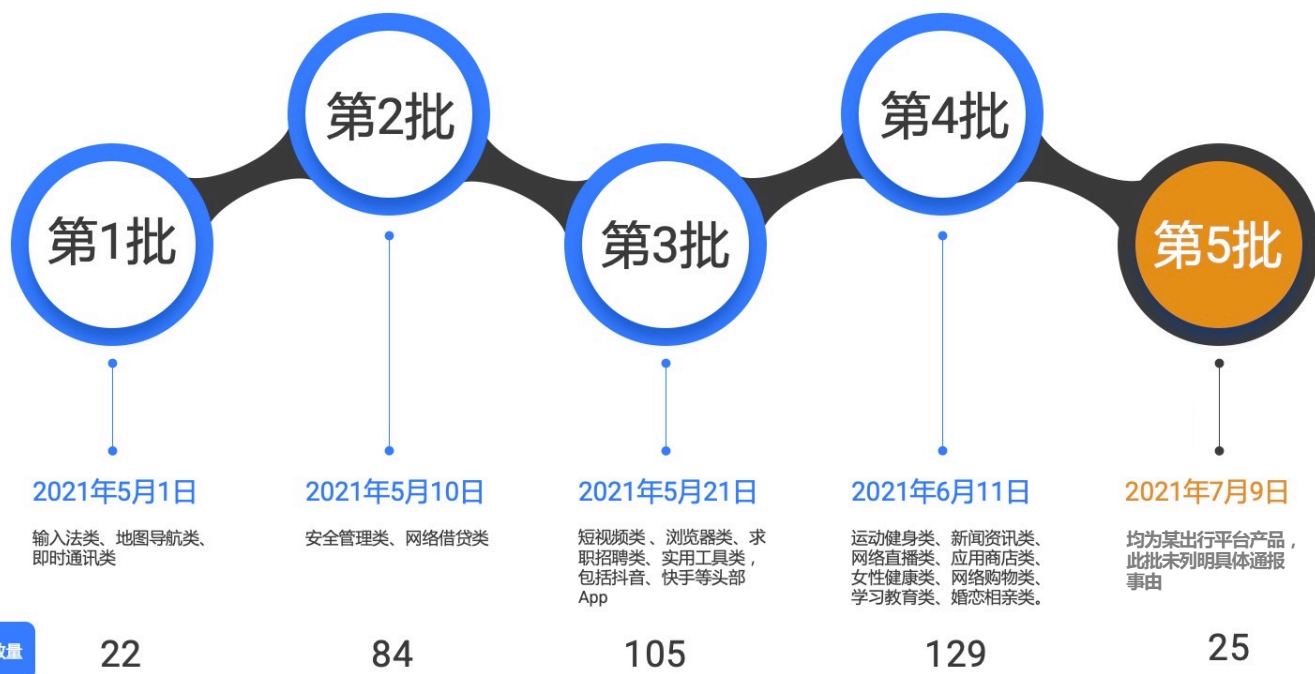 第1批
第2批
第3批
第4批
第5批
2021年5月1日
输入法类、地图导航类、
即时通讯类
2021年5月10日
安全管理类、网络借贷类
2021年5月21日
短视频类、浏览器类、求
职招聘类、实用工具类，
包括抖音、快手等头部
App
2021年6月11日
运动健身类、新闻资讯类、
网络直播类、应用商店类、
女性健康类、网络购物类、
学习教育类、婚恋相亲类。
2021年7月9日
均为某出行平台产品，
此批未列明具体通报
事由
数量
22
84
105
129
25